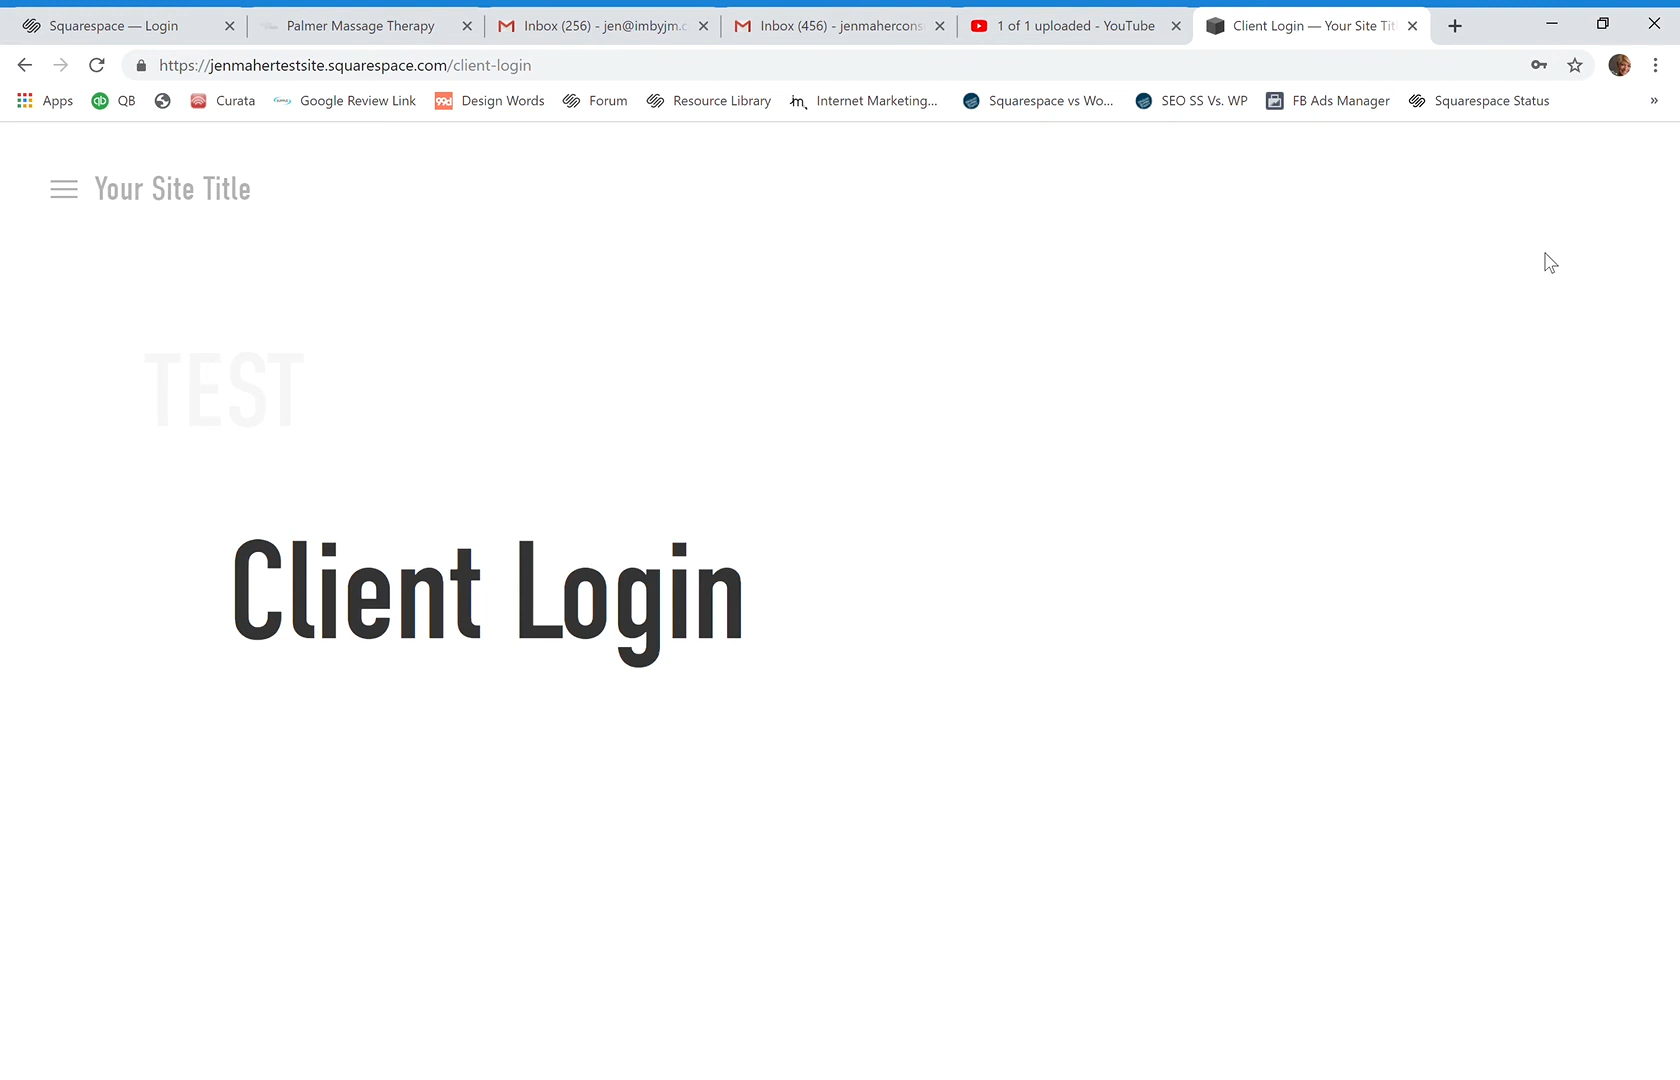 Squarespace — Login
Palmer Massage Therapy
Inbox (256) - jen@imbyjm.c
Inbox (456) - jenmahercons
1 of 1 uploaded - YouTube
Client Login — Your Site Titl
https://jenmahertestsite.squarespace.com/client-login
Apps QB Curata Google Review Link 99d Design Words Forum Resource Library Internet Marketing... Squarespace vs Wo... SEO SS Vs. WP FB Ads Manager Squarespace Status »
Your Site Title
TEST
Client Login